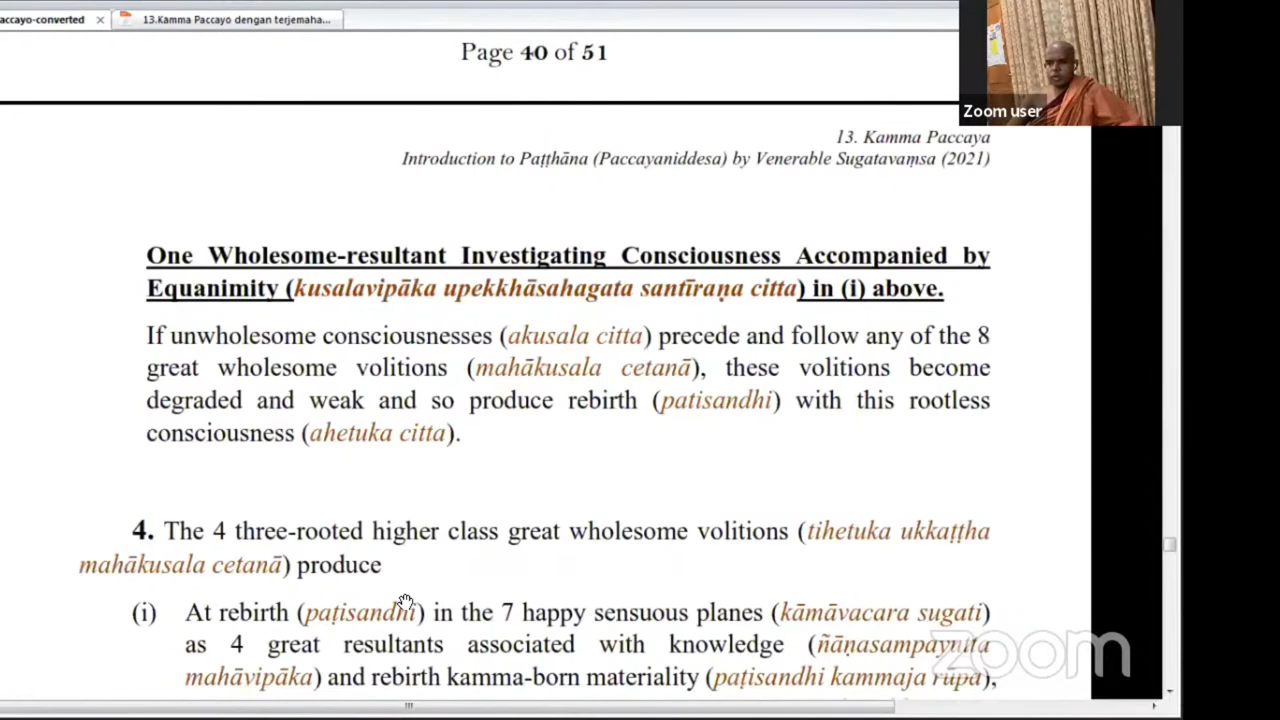 accayo-converted
13.Kamma Paccayo dengan terjemaha...
Page 40 of 51
Zoom user
13. Kamma Paccaya
Introduction to Paṭṭhāna (Paccayaniddesa) by Venerable Sugatavaṃsa (2021)
One Wholesome-resultant Investigating Consciousness Accompanied by
Equanimity (kusalavipāka upekkhāsahagata santīraṇa citta) in (i) above.
If unwholesome consciousnesses (akusala citta) precede and follow any of the 8
great wholesome volitions (mahākusala cetanā), these volitions become
degraded and weak and so produce rebirth (patisandhi) with this rootless
consciousness (ahetuka citta).
4. The 4 three-rooted higher class great wholesome volitions (tihetuka ukkaṭṭha
mahākusala cetanā) produce
(i) At rebirth (paṭisandhi) in the 7 happy sensuous planes (kāmāvacara sugati)
as 4 great resultants associated with knowledge (ñāṇasampayutta
mahāvipāka) and rebirth kamma-born materiality (paṭisandhi kammaja rūpa),
zoom